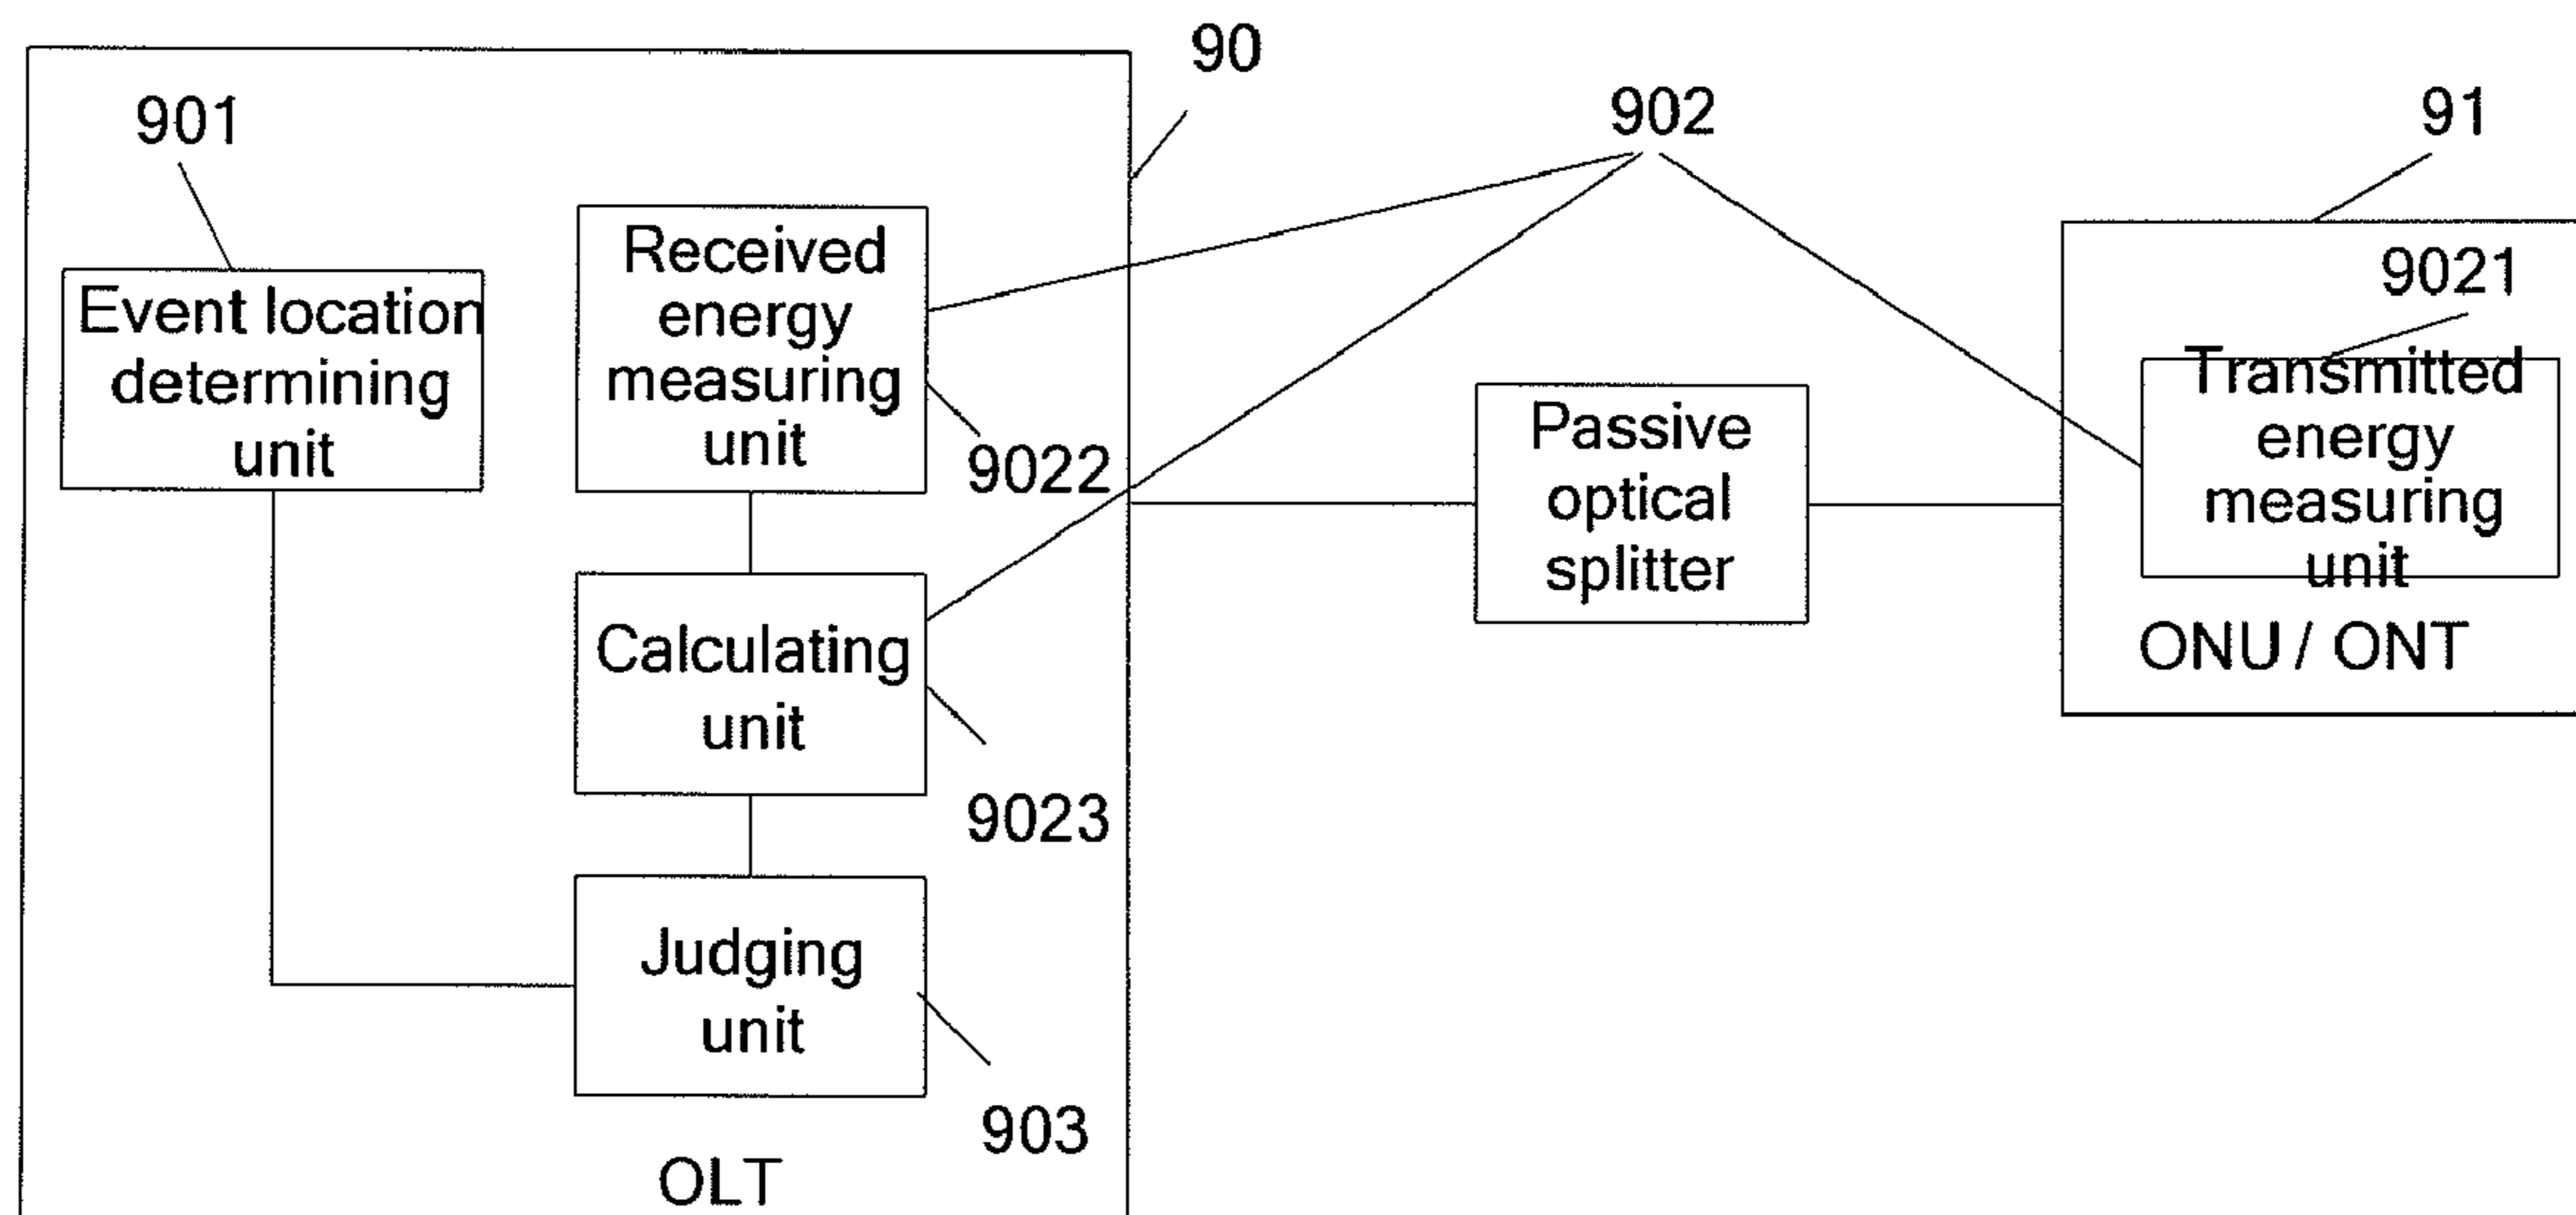 90
901
902
91
Received
energy
measuring
unit
9021
Event location
determining
unit
Transmitted
energy
measuring
unit
9022
Passive
optical
splitter
Calculating
unit
ONU / ONT
9023
Judging
unit
903
OLT